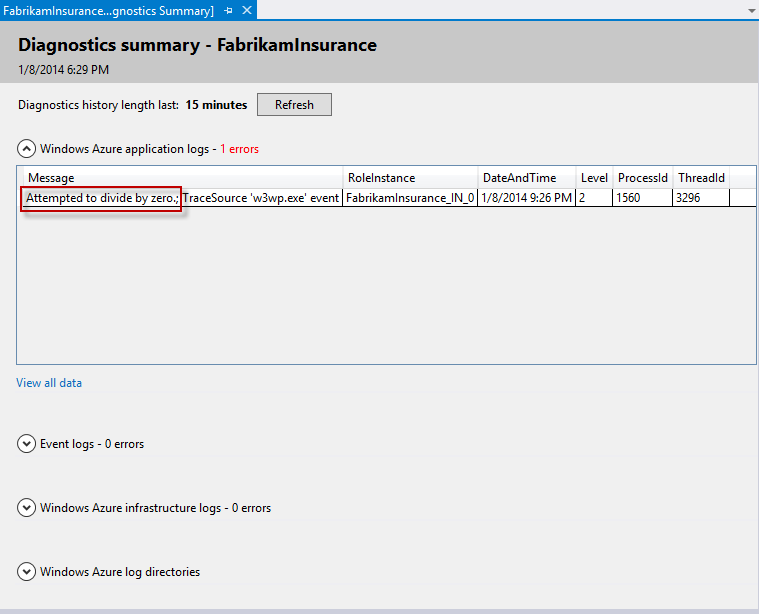 FabrikamInsurance...gnostics Summary]
Diagnostics summary - FabrikamInsurance
1/8/2014 6:29 PM
Diagnostics history length last: 15 minutes Refresh
Windows Azure application logs - 1 errors
Message RoleInstance DateAndTime Level ProcessId ThreadId
Attempted to divide by zero.; TraceSource 'w3wp.exe' event FabrikamInsurance_IN_0 1/8/2014 9:26 PM 2 1560 3296
View all data
Event logs - 0 errors
Windows Azure infrastructure logs - 0 errors
Windows Azure log directories